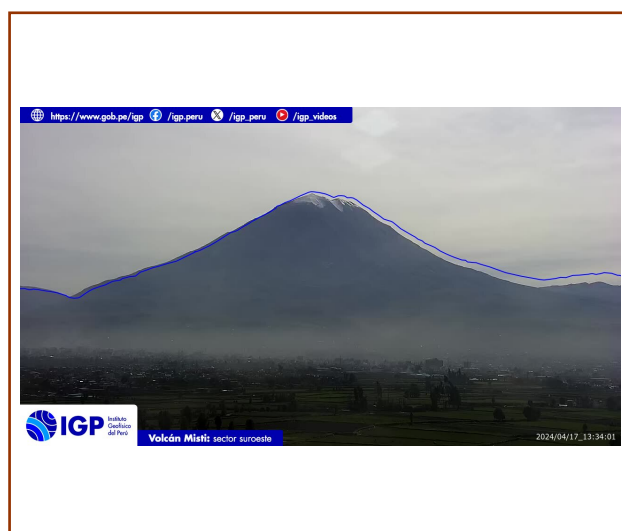 https://www.gob.pe/igp /igp.peru /igp_peru /igp_videos
IGP Instituto
Geofísico
del Perú
Volcán Misti: sector suroeste
2024/04/17_13:34:01